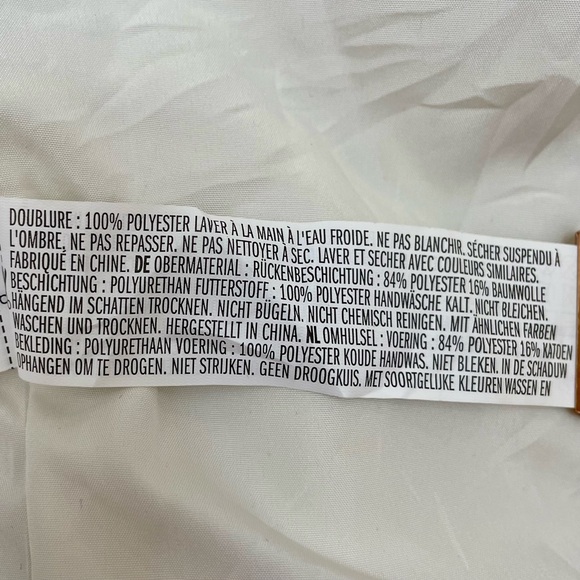 DOUBLURE : 100% POLYESTER LAVER À LA MAIN À L'EAU FROIDE. NE PAS BLANCHIR. SÉCHER SUSPENDU À
L'OMBRE. NE PAS REPASSER. NE PAS NETTOYER À SEC. LAVER ET SECHER AVEC COULEURS SIMILAIRES.
FABRIQUÉ EN CHINE. DE OBERMATERIAL : RÜCKENBESCHICHTUNG : 84% POLYESTER 16% BAUMWOLLE
BESCHICHTUNG : POLYURETHAN FUTTERSTOFF : 100% POLYESTER HANDWÄSCHE KALT. NICHT BLEICHEN.
HÄNGEND IM SCHATTEN TROCKNEN. NICHT BÜGELN. NICHT CHEMISCH REINIGEN. MIT ÄHNLICHEN FARBEN
WASCHEN UND TROCKNEN. HERGESTELLT IN CHINA. NL OMHULSEL : VOERING : 84% POLYESTER 16% KATOEN
BEKLEDING : POLYURETHAAN VOERING : 100% POLYESTER KOUDE HANDWAS. NIET BLEKEN. IN DE SCHADUW
OPHANGEN OM TE DROGEN. NIET STRIJKEN. GEEN DROOGKUIS. MET SOORTGELIJKE KLEUREN WASSEN EN